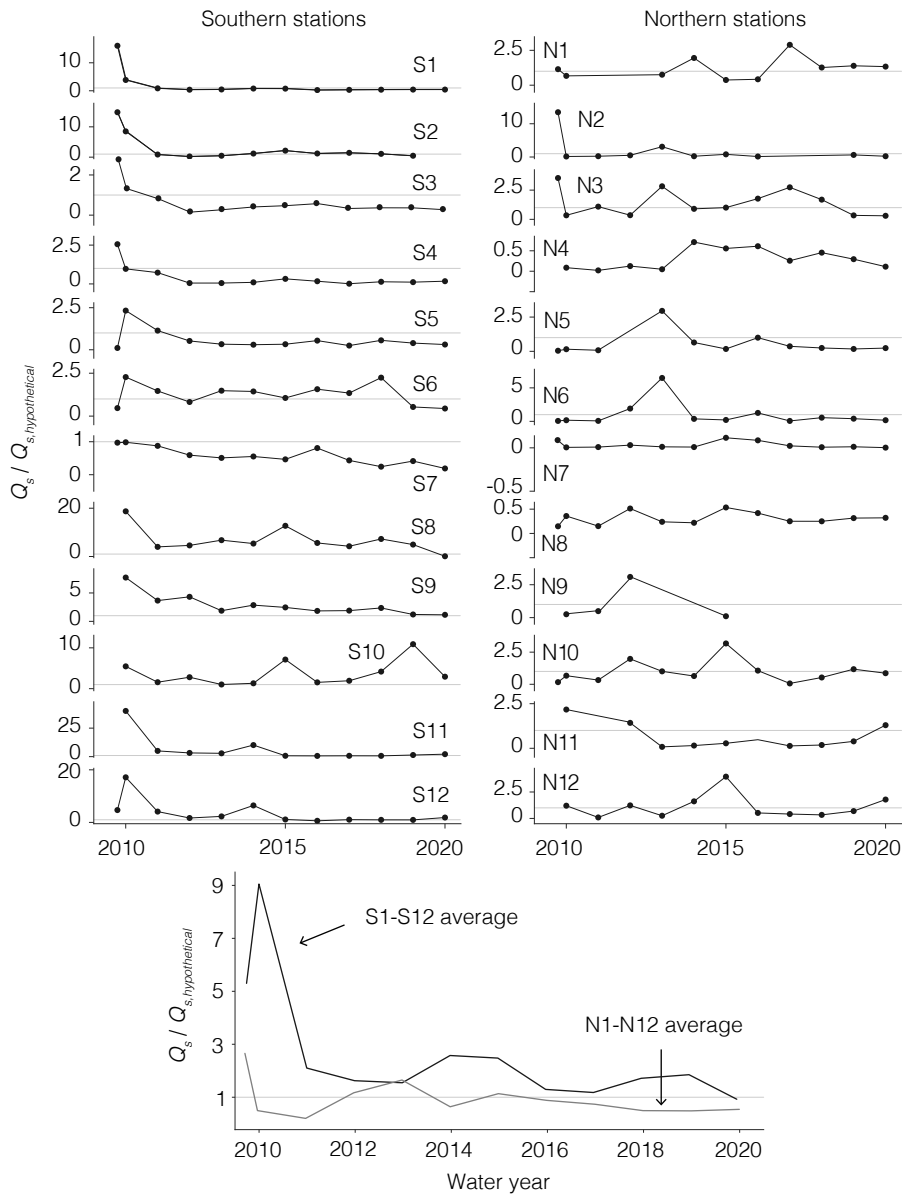 Southern stations
Northern stations
Qs / Qs,hypothetical
10
0
S1
10
0
S2
2
0
S3
2.5
0
S4
2.5
0
S5
2.5
0
S6
1
0
S7
20
0
S8
5
0
S9
10
0
S10
25
0
S11
20
0
S12
2010 2015 2020
2.5
0
N1
10
0
N2
2.5
0
N3
0.5
0
N4
2.5
0
N5
5
0
N6
0
-0.5
N7
0.5
0
N8
2.5
0
N9
2.5
0
N10
2.5
0
N11
2.5
0
N12
2010 2015 2020
Qs / Qs,hypothetical
9
7
5
3
1
S1-S12 average
N1-N12 average
2010 2012 2014 2016 2018 2020
Water year